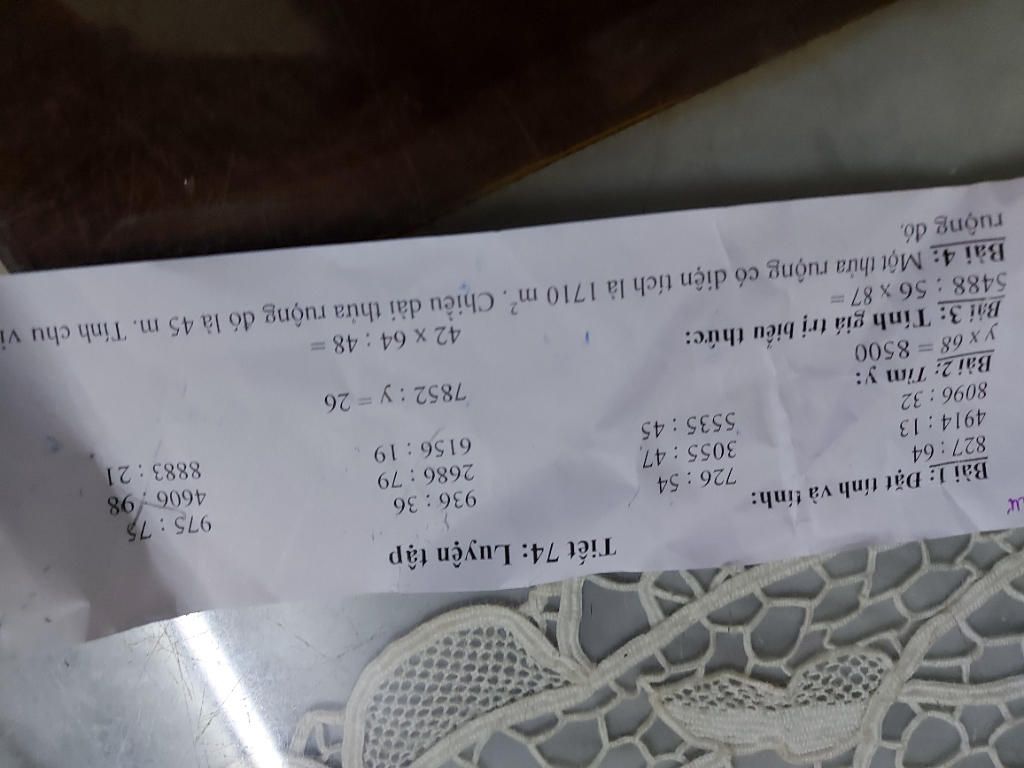 Tiết 74: Luyện tập
Bài 1: Đặt tính và tính:
827 : 64 726 : 54 936 : 36 975 : 75
4914 : 13 3055 : 47 2686 : 79 4606 : 98
8096 : 32 5535 : 45 6156 : 19 8883 : 21
Bài 2: Tìm y:
y x 68 = 8500 7852 : y = 26
Bài 3: Tính giá trị biểu thức:
5488 : 56 x 87 = 42 x 64 : 48 =
Bài 4: Một thửa ruộng có diện tích là 1710 m². Chiều dài thửa ruộng đó là 45 m. Tính chu vi
ruộng đó.